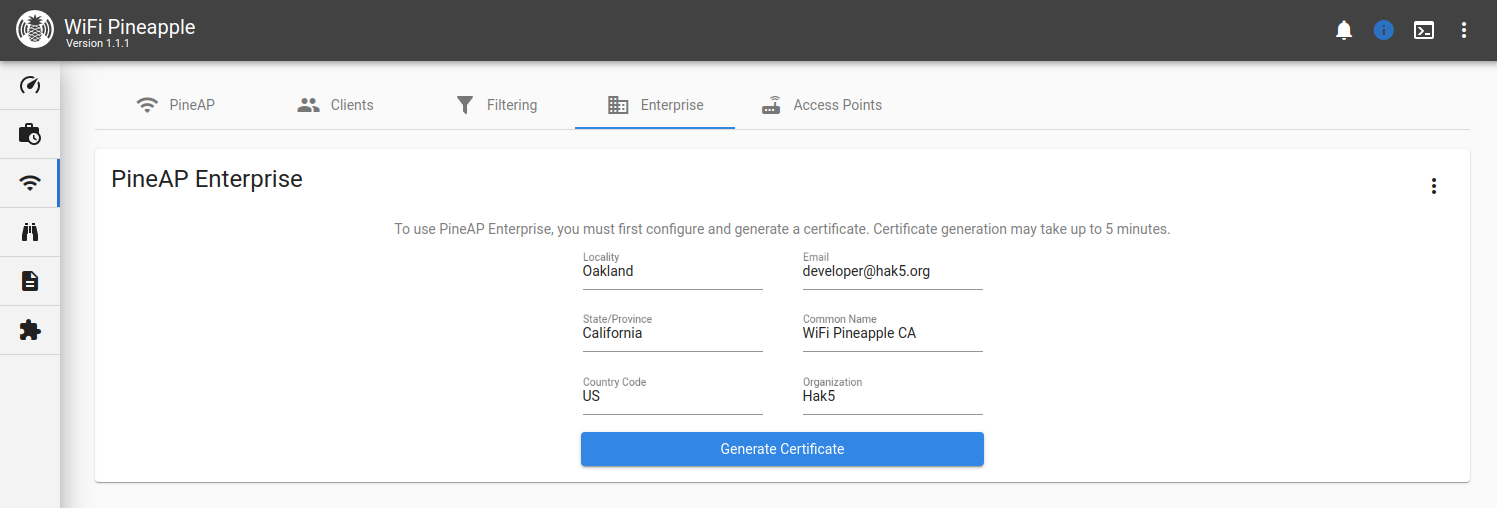 WiFi Pineapple
Version 1.1.1
PineAP
Clients
Filtering
Enterprise
Access Points
PineAP Enterprise
To use PineAP Enterprise, you must first configure and generate a certificate. Certificate generation may take up to 5 minutes.
Locality
Oakland
Email
developer@hak5.org
State/Province
California
Common Name
WiFi Pineapple CA
Country Code
US
Organization
Hak5
Generate Certificate